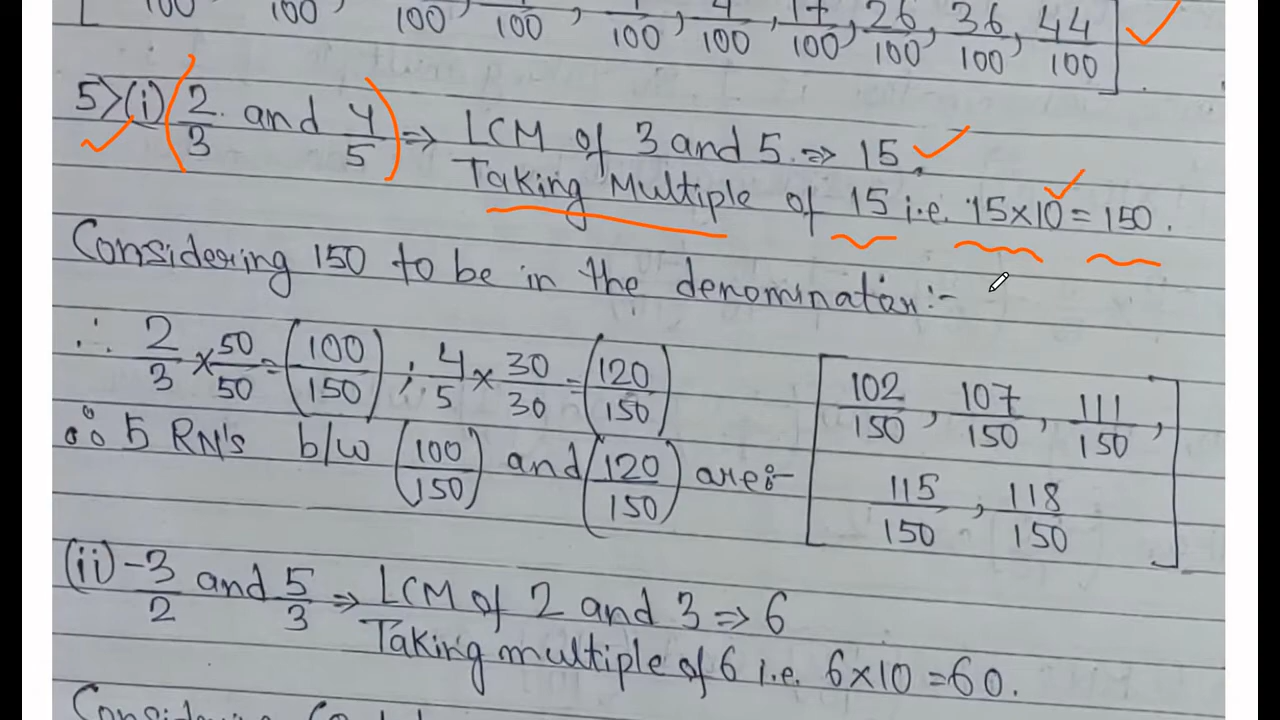 [ 100 100 , 100 , 100 , 100 , 4/100 , 17/100 , 26/100 , 36/100 , 44/100 ]
5>(i) (2/3 and 4/5) => LCM of 3 and 5 => 15.
Taking Multiple of 15 i.e. 15×10 = 150.
Considering 150 to be in the denominator:-
∴ 2/3 × 50/50 = (100/150) ; 4/5 × 30/30 = (120/150)
∴ 5 RN's b/w (100/150) and (120/150) are:- [ 102/150 , 107/150 , 111/150 ,
115/150 , 118/150 ]
(ii) -3/2 and 5/3 => LCM of 2 and 3 => 6
Taking multiple of 6 i.e. 6×10 = 60.